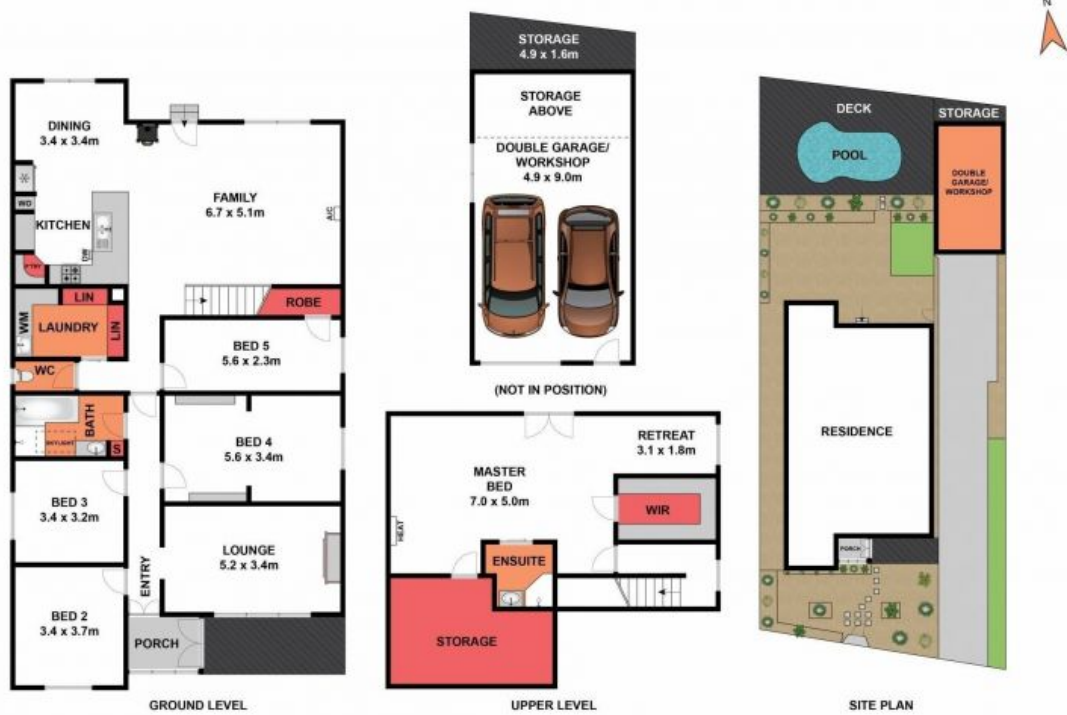 DINING
3.4 x 3.4m
WO
KITCHEN
DW
P'TRY
FAMILY
6.7 x 5.1m
A/C
LIN
WM
LAUNDRY
LIN
ROBE
WC
BED 5
5.6 x 2.3m
BATH
SKYLIGHT
S
BED 4
5.6 x 3.4m
BED 3
3.4 x 3.2m
ENTRY
LOUNGE
5.2 x 3.4m
BED 2
3.4 x 3.7m
PORCH
GROUND LEVEL
STORAGE
4.9 x 1.6m
STORAGE
ABOVE
DOUBLE GARAGE/
WORKSHOP
4.9 x 9.0m
(NOT IN POSITION)
RETREAT
3.1 x 1.8m
MASTER
BED
7.0 x 5.0m
HEAT
WIR
ENSUITE
STORAGE
UPPER LEVEL
N
DECK
STORAGE
POOL
DOUBLE
GARAGE/
WORKSHOP
RESIDENCE
PORCH
SITE PLAN